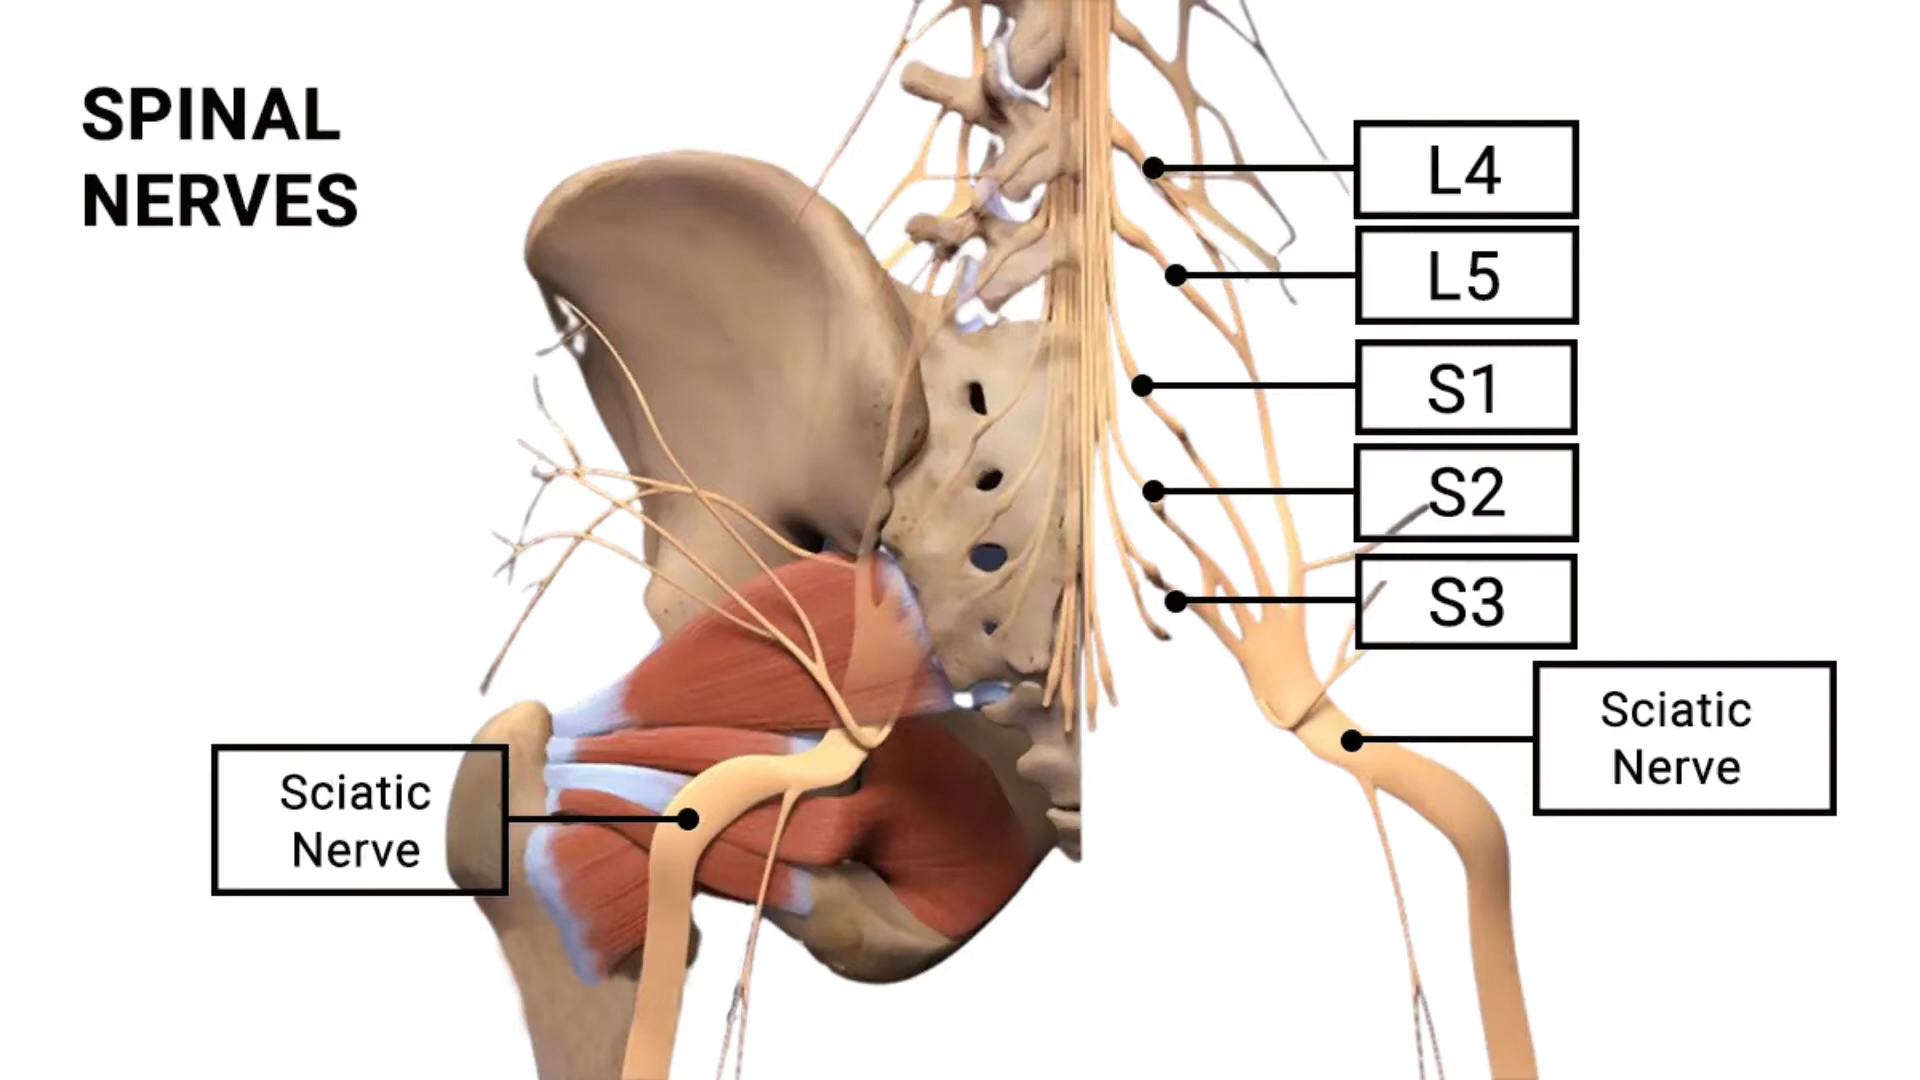 SPINAL
NERVES
L4
L5
S1
S2
S3
Sciatic
Nerve
Sciatic
Nerve